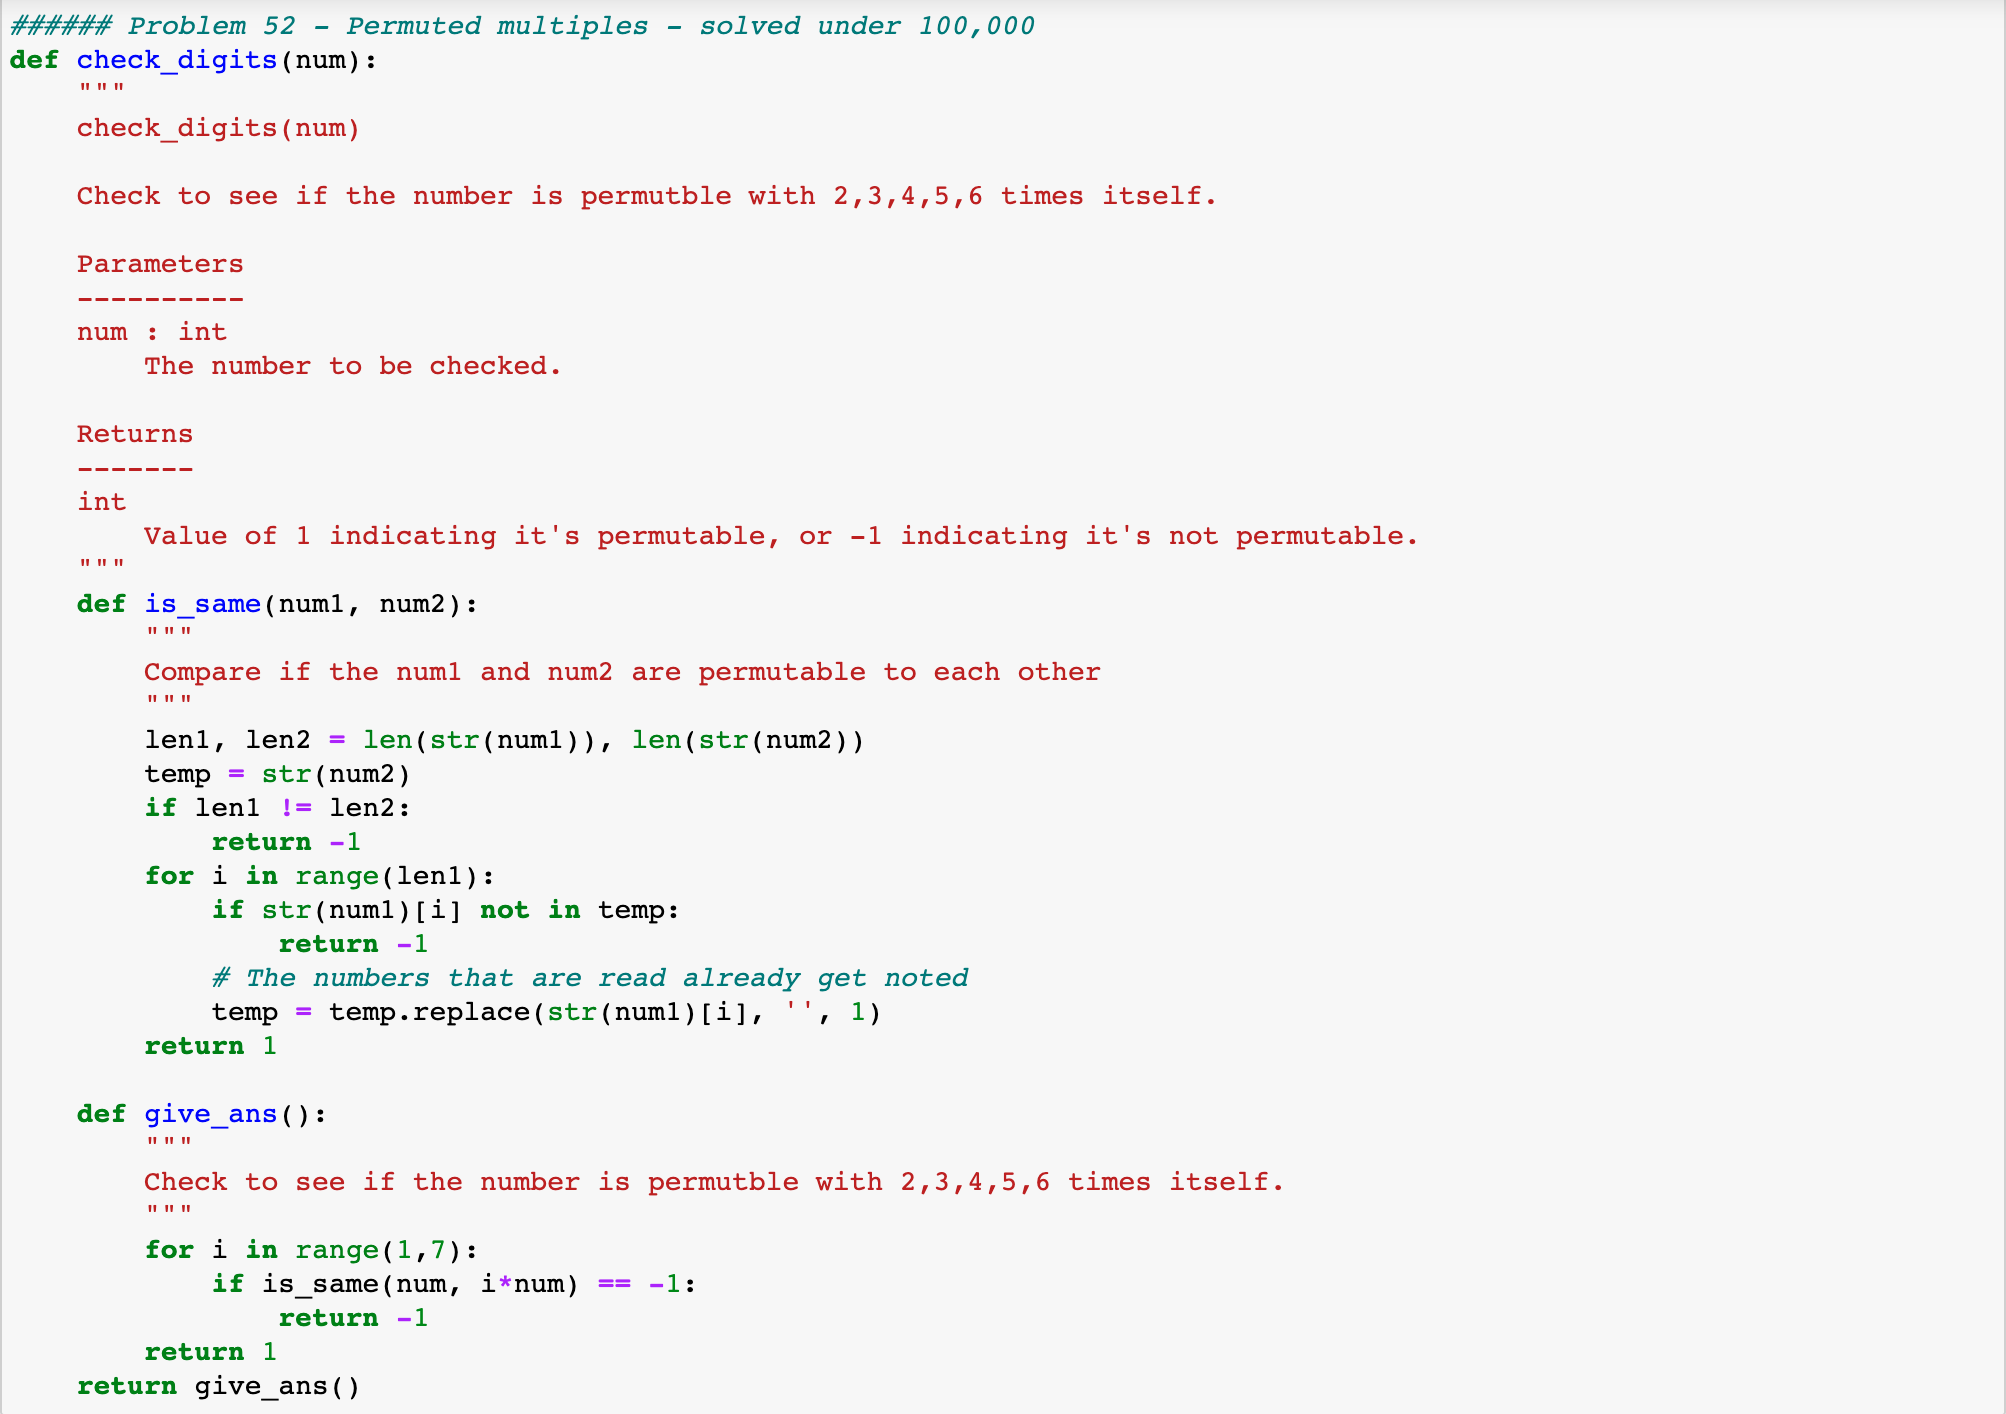 ###### Problem 52 - Permuted multiples - solved under 100,000
def check_digits(num):
    """
    check_digits(num)

    Check to see if the number is permutble with 2,3,4,5,6 times itself.

    Parameters
    ----------
    num : int
        The number to be checked.

    Returns
    -------
    int
        Value of 1 indicating it's permutable, or -1 indicating it's not permutable.
    """
    def is_same(num1, num2):
        """
        Compare if the num1 and num2 are permutable to each other
        """
        len1, len2 = len(str(num1)), len(str(num2))
        temp = str(num2)
        if len1 != len2:
            return -1
        for i in range(len1):
            if str(num1)[i] not in temp:
                return -1
            # The numbers that are read already get noted
            temp = temp.replace(str(num1)[i], '', 1)
        return 1

    def give_ans():
        """
        Check to see if the number is permutble with 2,3,4,5,6 times itself.
        """
        for i in range(1,7):
            if is_same(num, i*num) == -1:
                return -1
        return 1
    return give_ans()